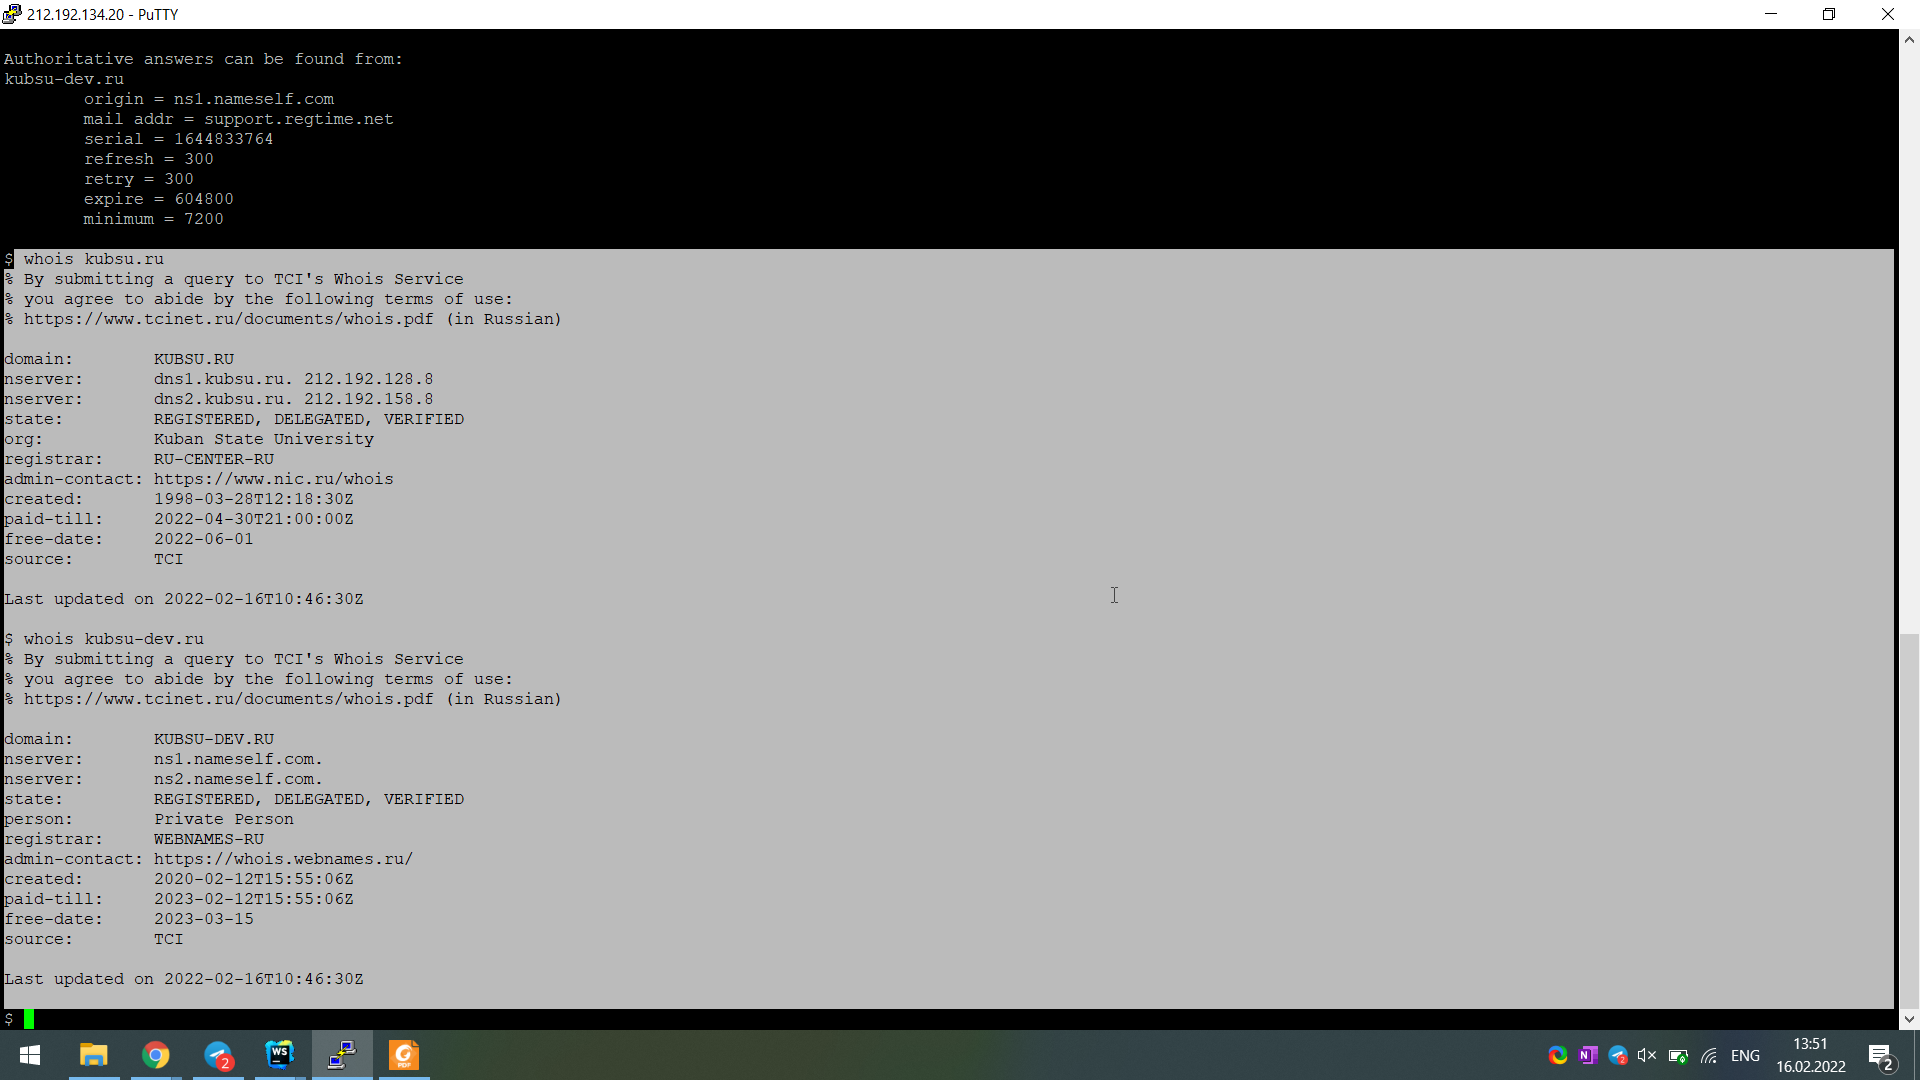 212.192.134.20 - PuTTY
Authoritative answers can be found from:
kubsu-dev.ru
        origin = ns1.nameself.com
        mail addr = support.regtime.net
        serial = 1644833764
        refresh = 300
        retry = 300
        expire = 604800
        minimum = 7200
$ whois kubsu.ru
% By submitting a query to TCI's Whois Service
% you agree to abide by the following terms of use:
% https://www.tcinet.ru/documents/whois.pdf (in Russian)
domain:        KUBSU.RU
nserver:       dns1.kubsu.ru. 212.192.128.8
nserver:       dns2.kubsu.ru. 212.192.158.8
state:         REGISTERED, DELEGATED, VERIFIED
org:           Kuban State University
registrar:     RU-CENTER-RU
admin-contact: https://www.nic.ru/whois
created:       1998-03-28T12:18:30Z
paid-till:     2022-04-30T21:00:00Z
free-date:     2022-06-01
source:        TCI
Last updated on 2022-02-16T10:46:30Z
$ whois kubsu-dev.ru
% By submitting a query to TCI's Whois Service
% you agree to abide by the following terms of use:
% https://www.tcinet.ru/documents/whois.pdf (in Russian)
domain:        KUBSU-DEV.RU
nserver:       ns1.nameself.com.
nserver:       ns2.nameself.com.
state:         REGISTERED, DELEGATED, VERIFIED
person:        Private Person
registrar:     WEBNAMES-RU
admin-contact: https://whois.webnames.ru/
created:       2020-02-12T15:55:06Z
paid-till:     2023-02-12T15:55:06Z
free-date:     2023-03-15
source:        TCI
Last updated on 2022-02-16T10:46:30Z
$
2
WS
PDF
N
2
ENG
13:51
16.02.2022
2